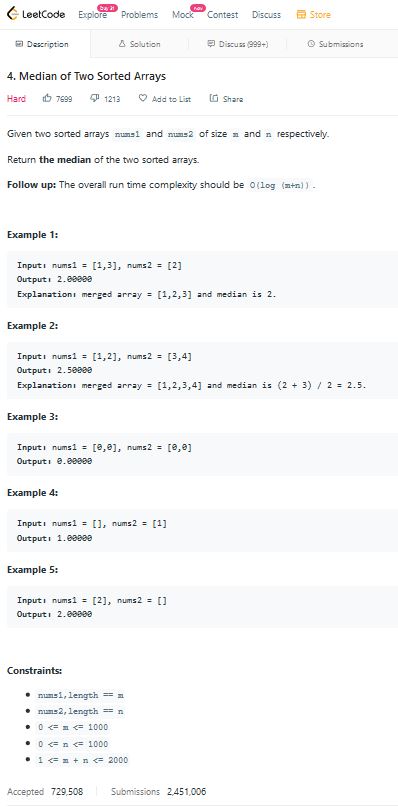 LeetCode Explore Day 31 Problems Mock new Contest Discuss Store
Description Solution Discuss (999+) Submissions
4. Median of Two Sorted Arrays
Hard 7699 1213 Add to List Share
Given two sorted arrays nums1 and nums2 of size m and n respectively.
Return the median of the two sorted arrays.
Follow up: The overall run time complexity should be O(log (m+n)).
Example 1:
Input: nums1 = [1,3], nums2 = [2]
Output: 2.00000
Explanation: merged array = [1,2,3] and median is 2.
Example 2:
Input: nums1 = [1,2], nums2 = [3,4]
Output: 2.50000
Explanation: merged array = [1,2,3,4] and median is (2 + 3) / 2 = 2.5.
Example 3:
Input: nums1 = [0,0], nums2 = [0,0]
Output: 0.00000
Example 4:
Input: nums1 = [], nums2 = [1]
Output: 1.00000
Example 5:
Input: nums1 = [2], nums2 = []
Output: 2.00000
Constraints:
nums1.length == m
nums2.length == n
0 <= m <= 1000
0 <= n <= 1000
1 <= m + n <= 2000
Accepted 729,508 Submissions 2,451,006